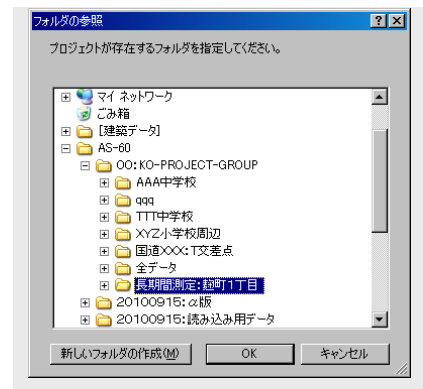 フォルダの参照
プロジェクトが存在するフォルダを指定してください。
マイ ネットワーク
ごみ箱
[建築データ]
AS-60
00:KO-PROJECT-GROUP
AAA中学校
qqq
TTT中学校
XYZ小学校周辺
国道XXX:T交差点
全データ
長期間測定:麹町1丁目
20100915:α版
20100915:読み込み用データ
新しいフォルダの作成(M)
OK
キャンセル